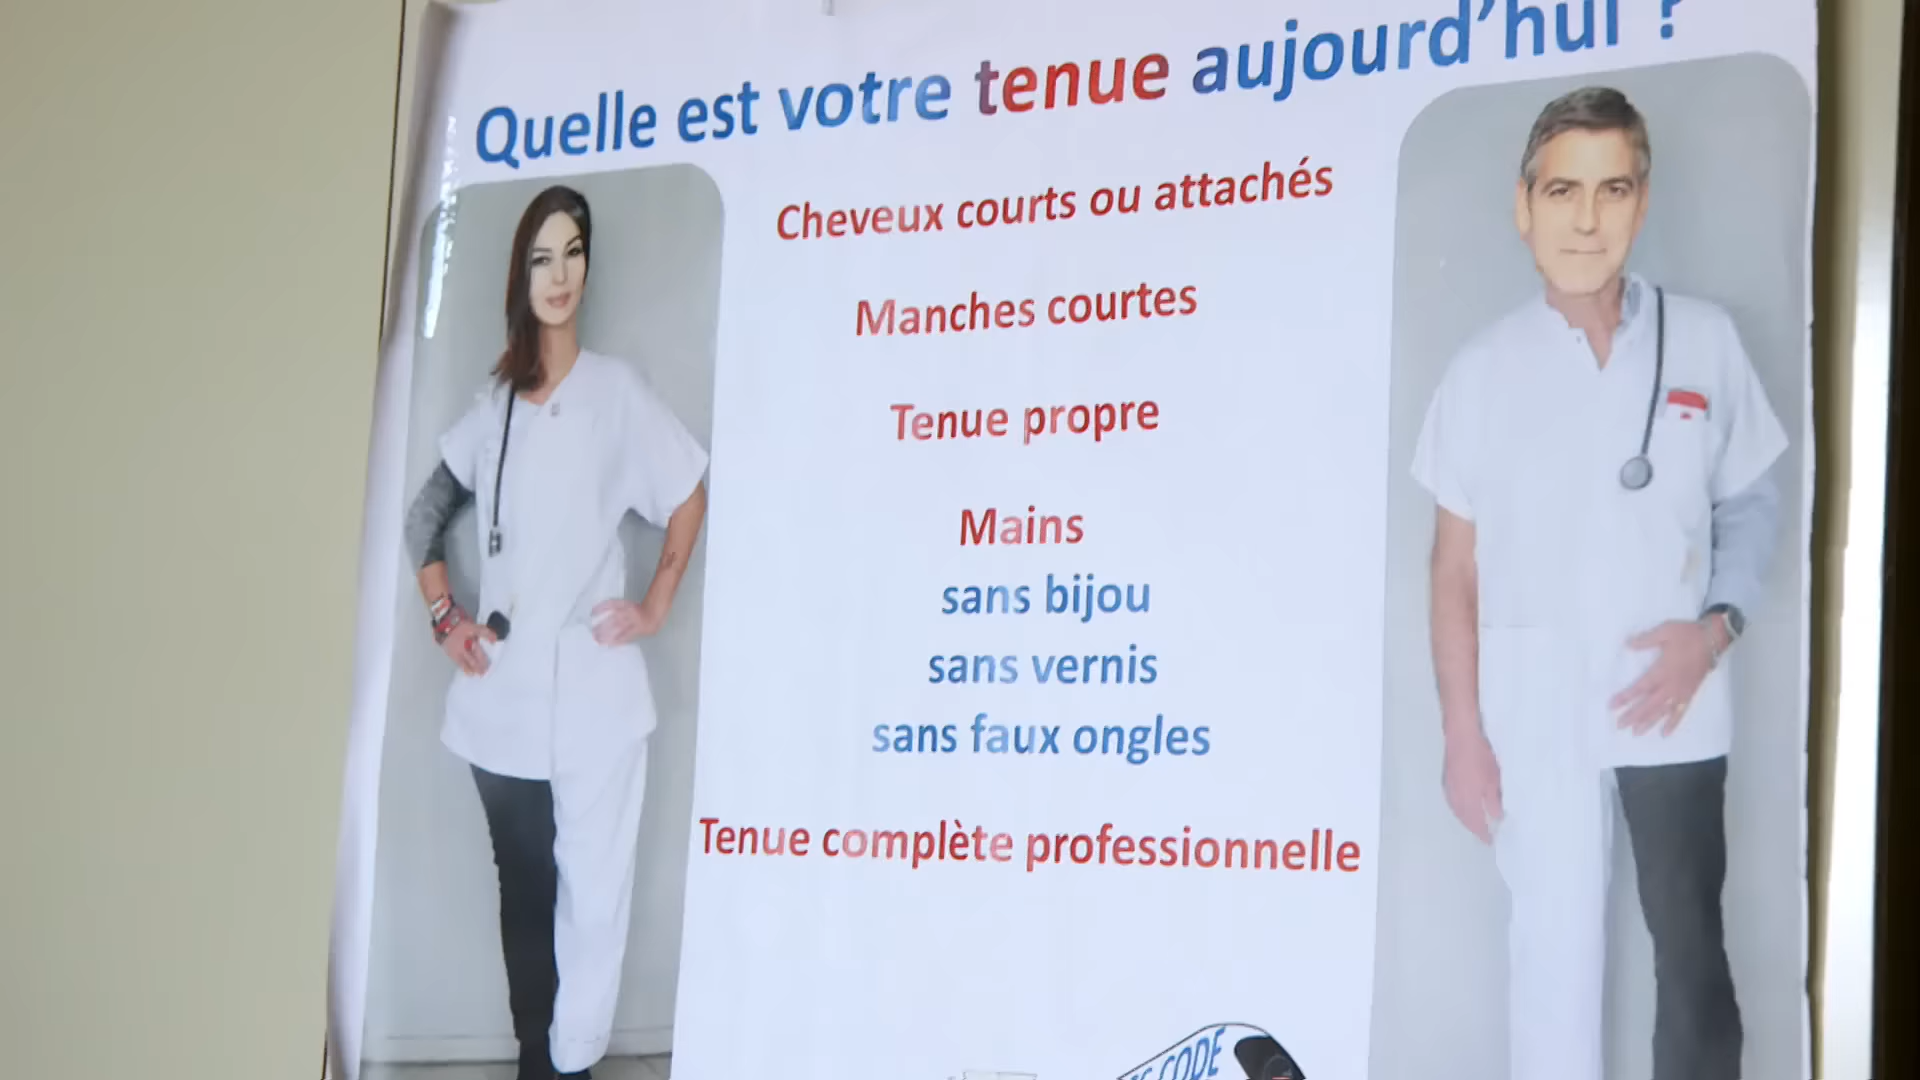 Quelle est votre tenue aujourd'hui ?
Cheveux courts ou attachés
Manches courtes
Tenue propre
Mains
sans bijou
sans vernis
sans faux ongles
Tenue complète professionnelle
CODE